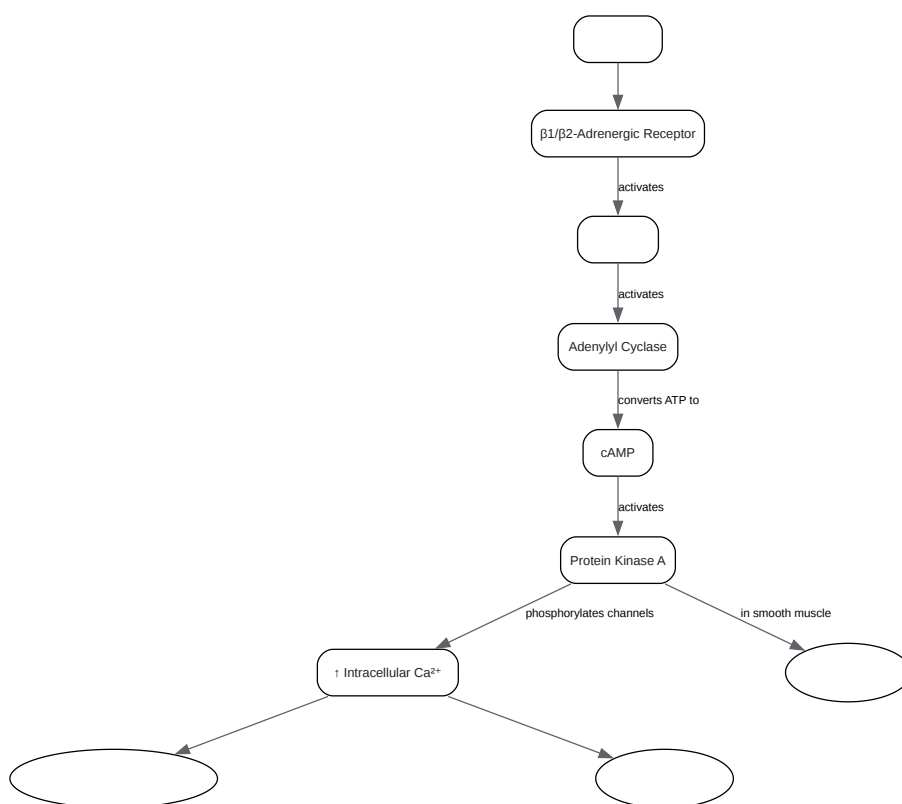 β1/β2-Adrenergic Receptor
activates
activates
Adenylyl Cyclase
converts ATP to
cAMP
activates
Protein Kinase A
phosphorylates channels
in smooth muscle
↑ Intracellular Ca²⁺